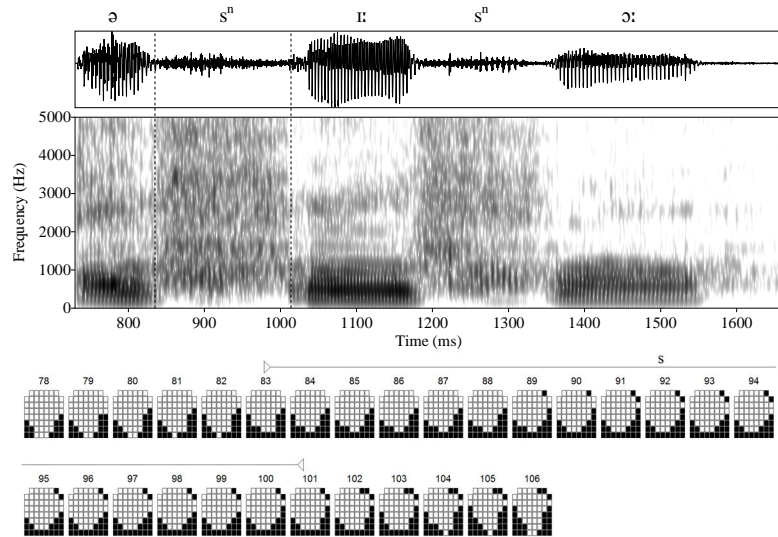 ə sⁿ ɪː sⁿ ɔː
5000
4000
3000
2000
1000
0
Frequency (Hz)
800 900 1000 1100 1200 1300 1400 1500 1600
Time (ms)
s
78 79 80 81 82 83 84 85 86 87 88 89 90 91 92 93 94
95 96 97 98 99 100 101 102 103 104 105 106